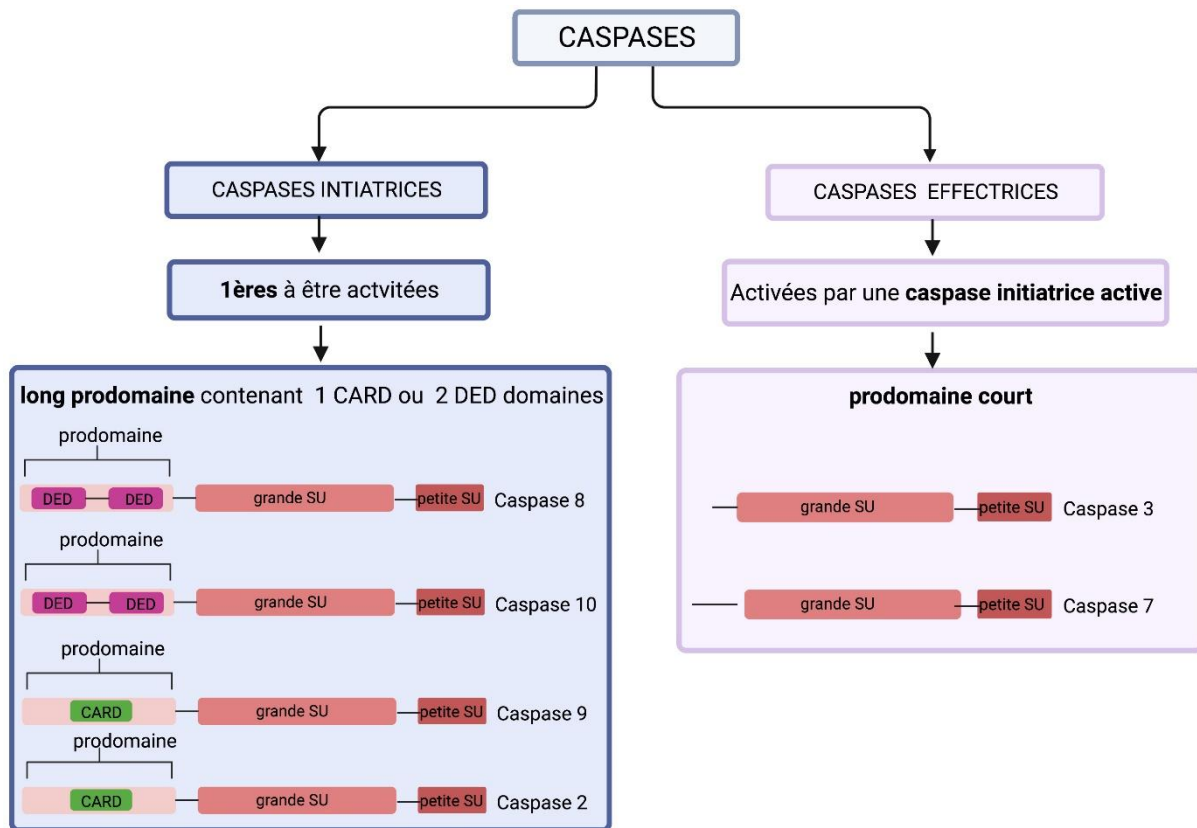 CASPASES
CASPASES INTIATRICES
CASPASES EFFECTRICES
1ères à être actvitées
Activées par une caspase initiatrice active
long prodomaine contenant 1 CARD ou 2 DED domaines
prodomaine
DED DED grande SU petite SU Caspase 8
prodomaine
DED DED grande SU petite SU Caspase 10
prodomaine
CARD grande SU petite SU Caspase 9
prodomaine
CARD grande SU petite SU Caspase 2
prodomaine court
grande SU petite SU Caspase 3
grande SU petite SU Caspase 7